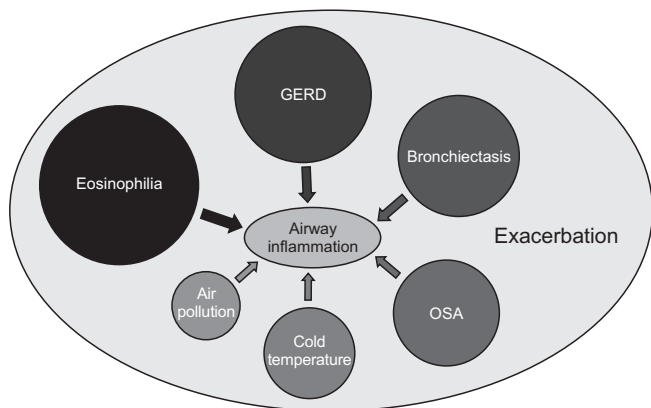 GERD
Bronchiectasis
Eosinophilia
Airway
inflammation
Exacerbation
Air
pollution
OSA
Cold
temperature